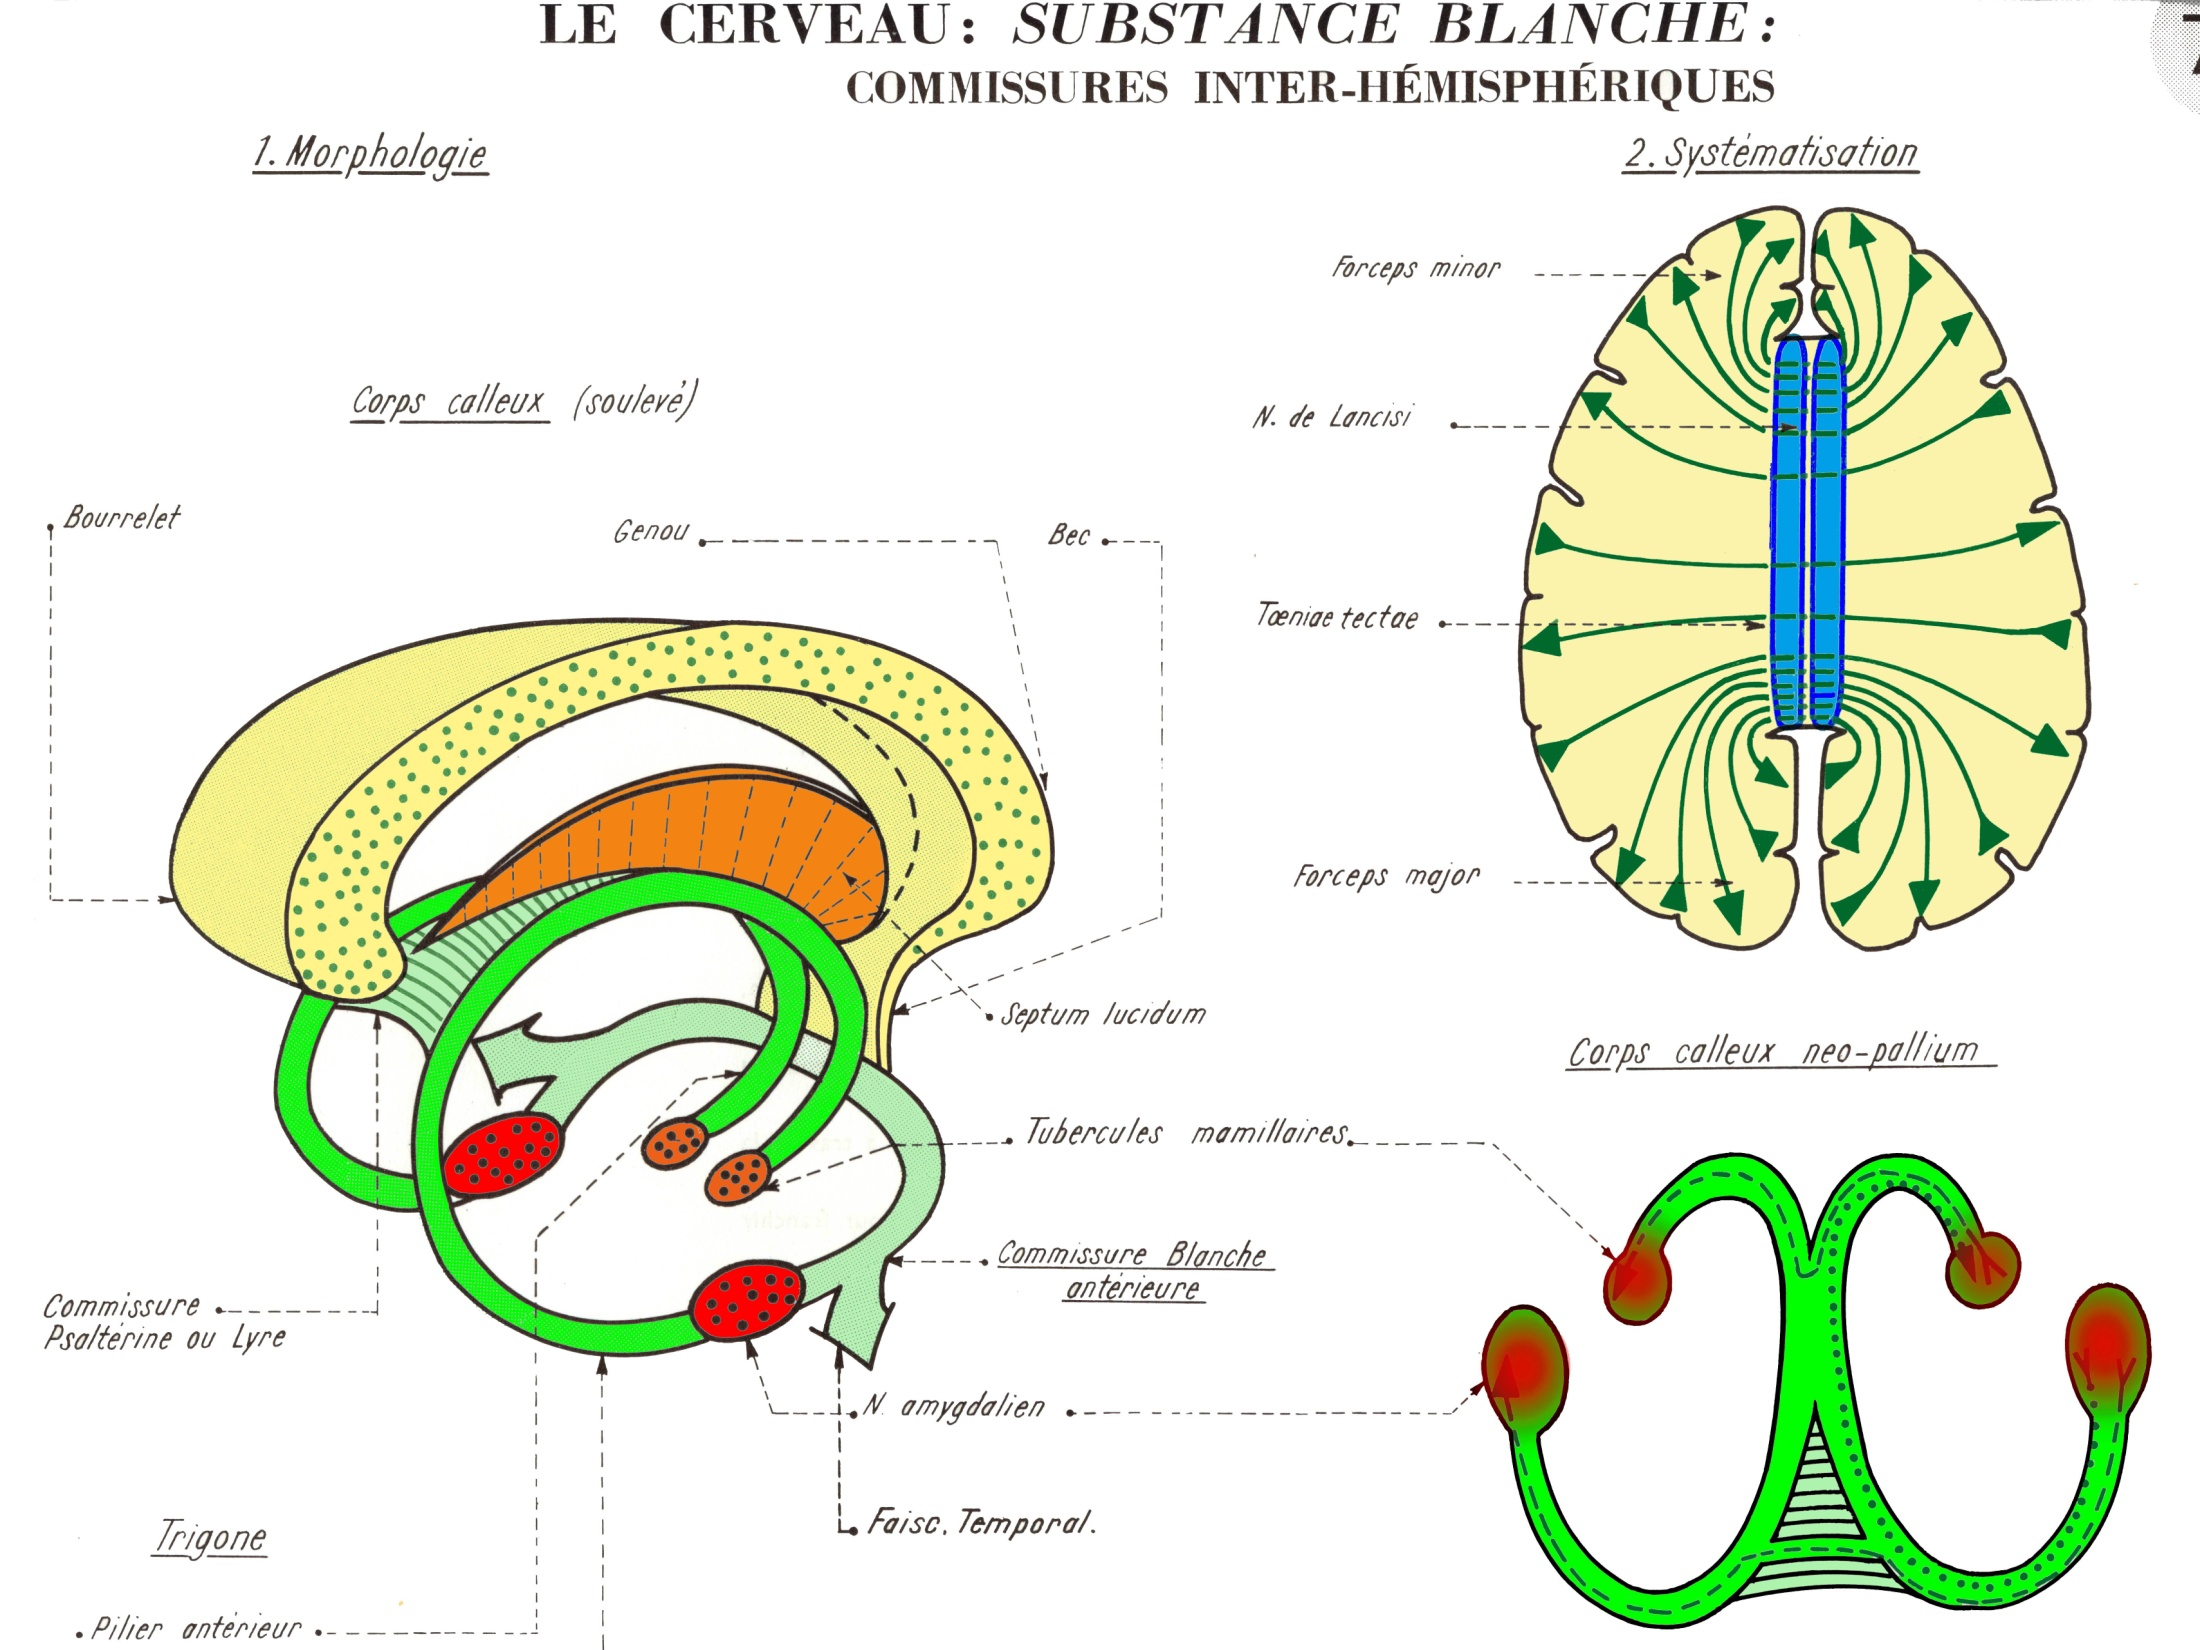 LE CERVEAU: SUBSTANCE BLANCHE:
COMMISSURES INTER-HÉMISPHÉRIQUES
1. Morphologie
2. Systématisation
Forceps minor
Corps calleux (soulevé)
N. de Lancisi
Bourrelet
Genou
Bec
Tœniae tectae
Forceps major
Septum lucidum
Corps calleux neo-pallium
Tubercules mamillaires
Commissure Blanche
antérieure
Commissure
Psaltérine ou Lyre
N. amygdalien
Faisc. Temporal.
Trigone
Pilier antérieur